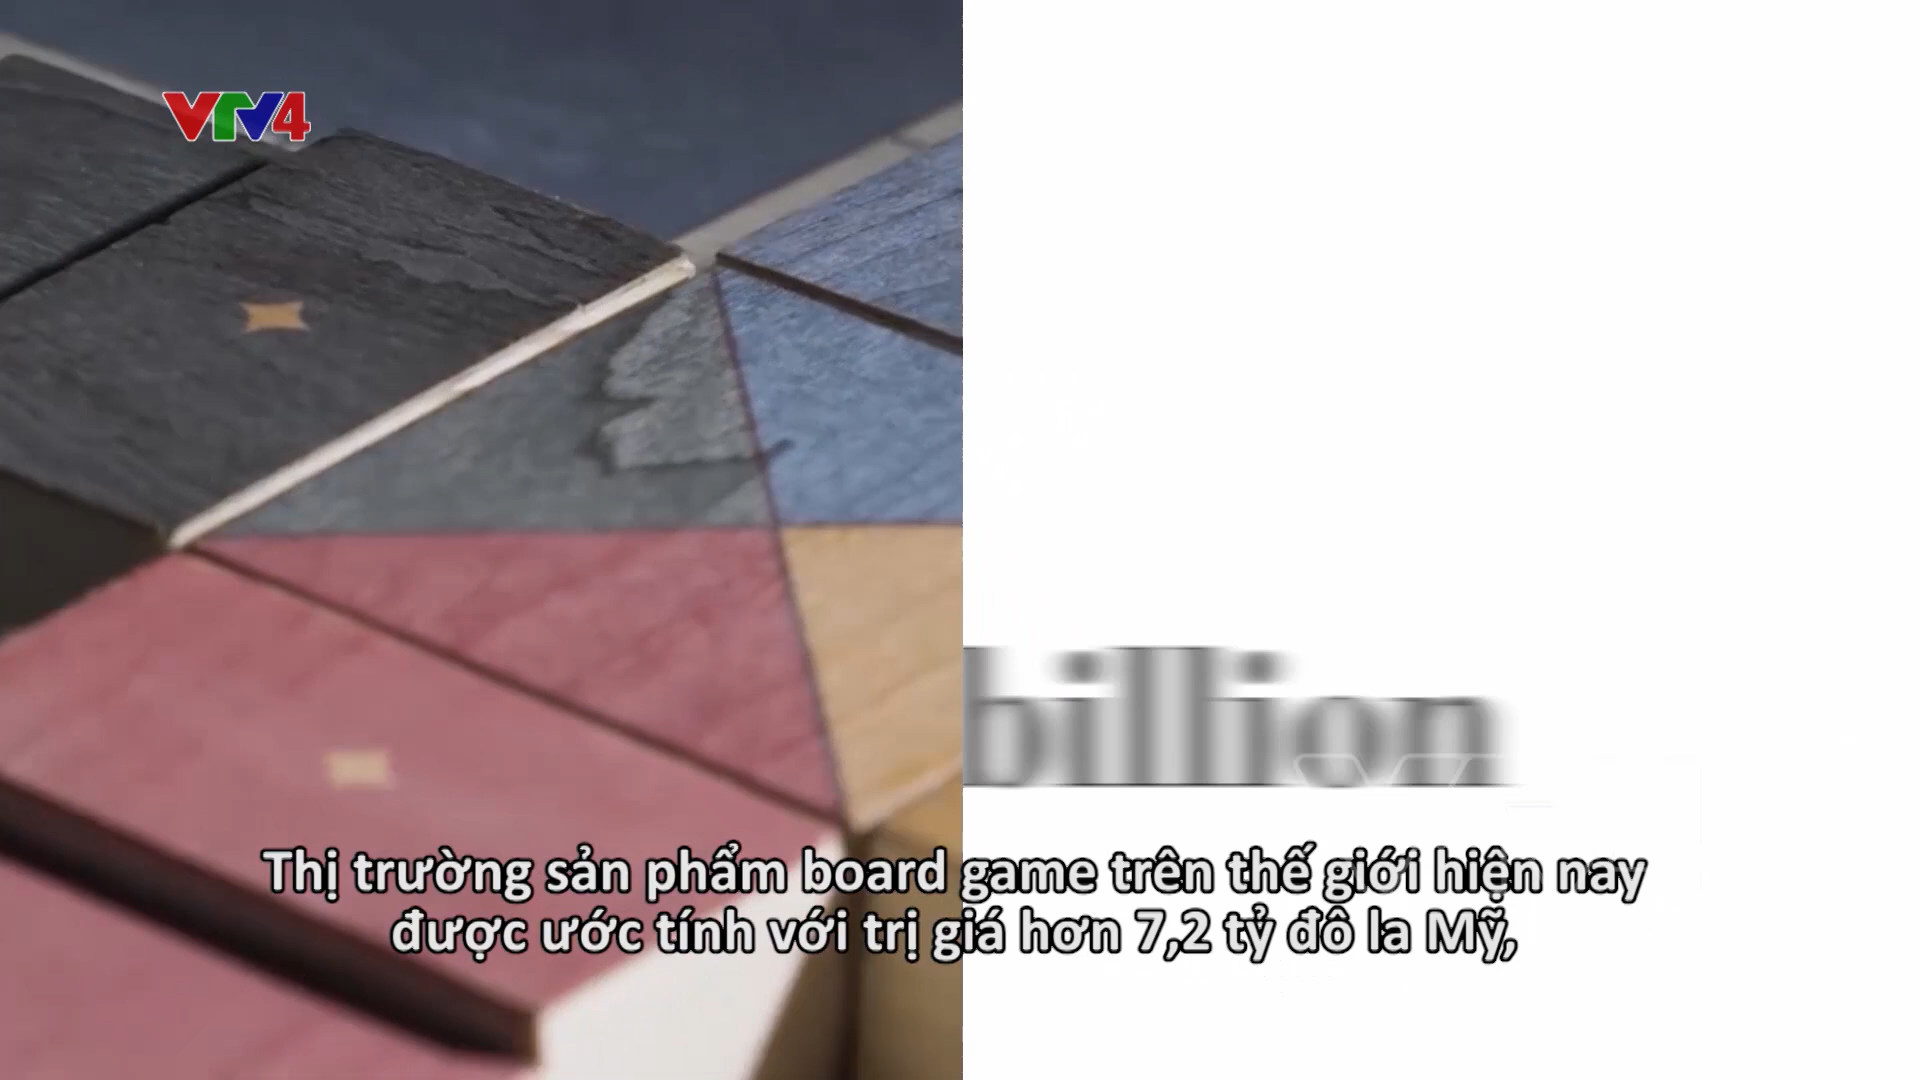 VTV4
billion
Thị trường sản phẩm board game trên thế giới hiện nay
được ước tính với trị giá hơn 7,2 tỷ đô la Mỹ,